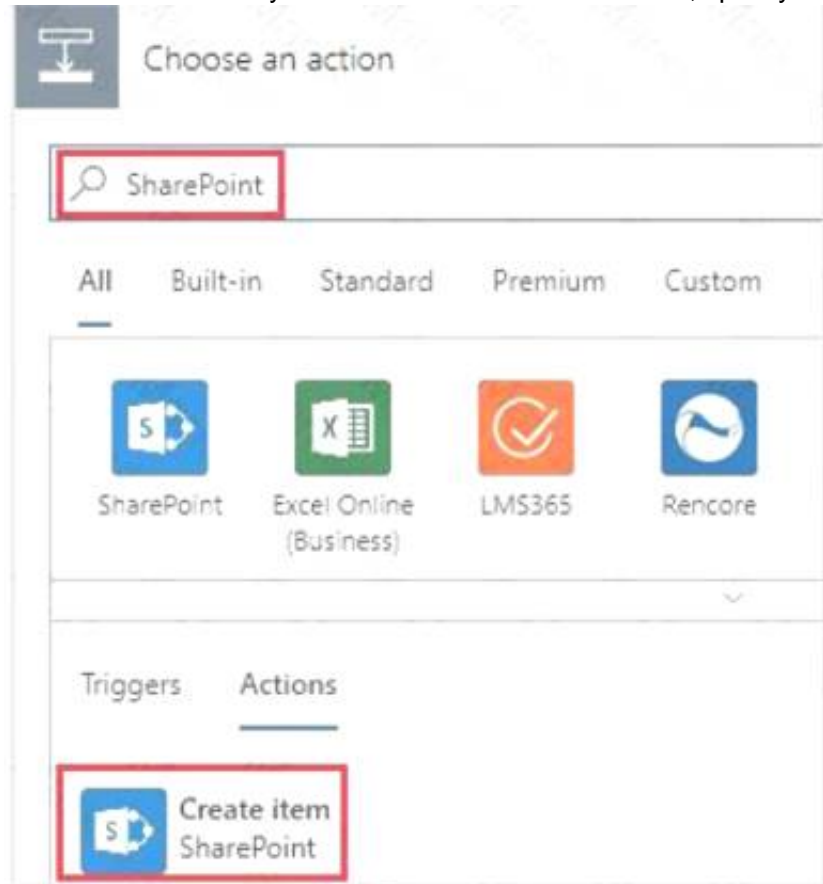 Choose an action
SharePoint
All Built-in Standard Premium Custom
SharePoint Excel Online LMS365 Rencore
(Business)
Triggers Actions
Create item
SharePoint